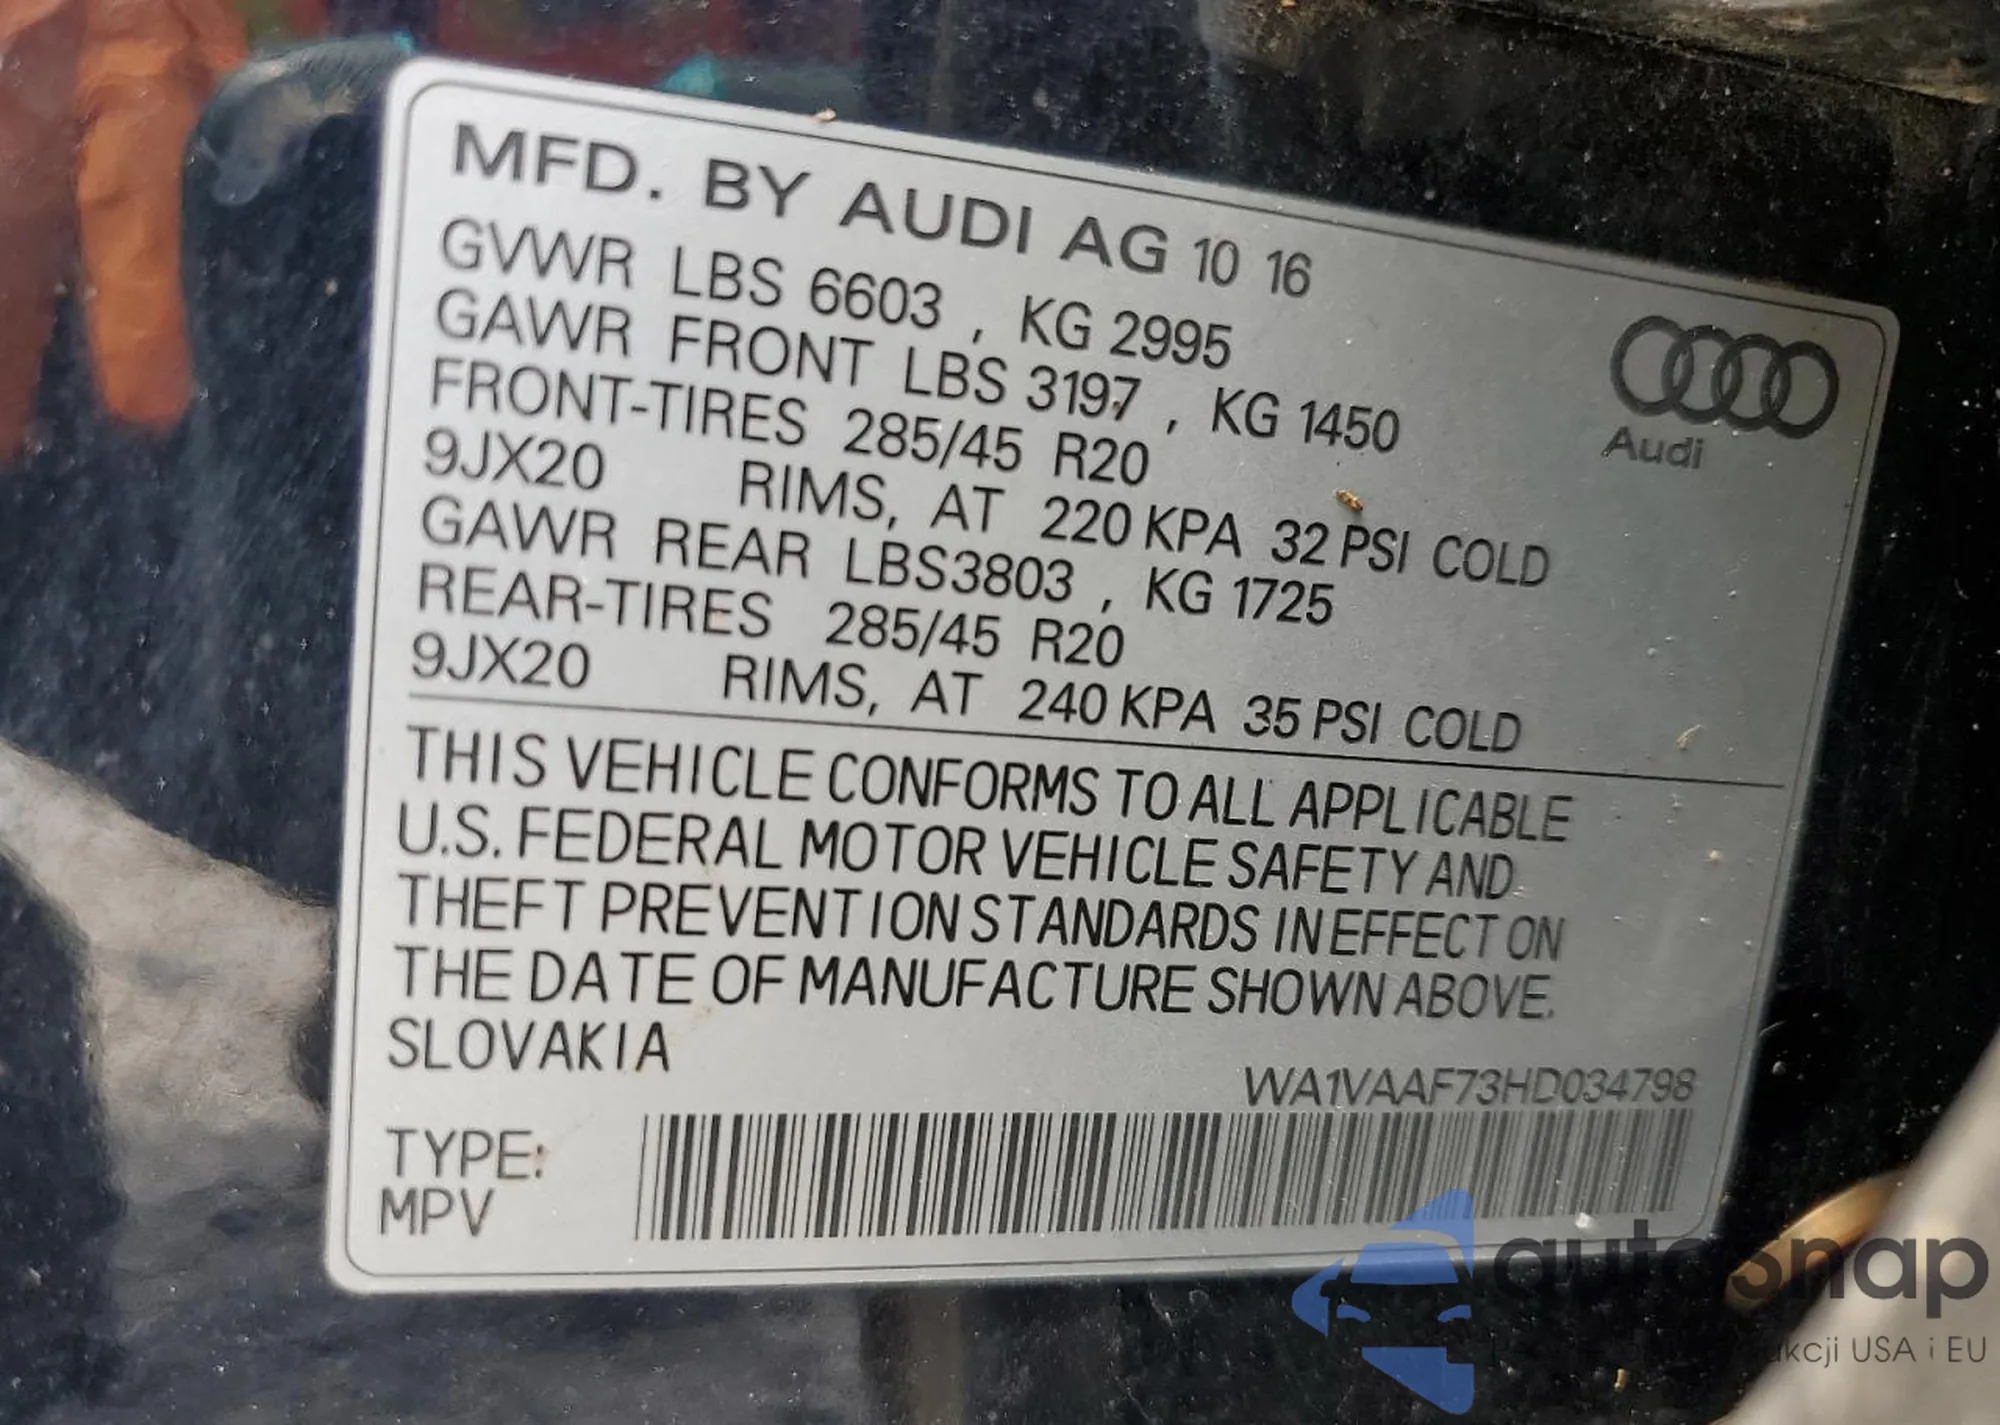 MFD. BY AUDI AG 10 16
GVWR LBS 6603 , KG 2995
GAWR FRONT LBS 3197 , KG 1450
FRONT-TIRES 285/45 R20
9JX20 RIMS, AT 220 KPA 32 PSI COLD
GAWR REAR LBS3803 , KG 1725
REAR-TIRES 285/45 R20
9JX20 RIMS, AT 240 KPA 35 PSI COLD
Audi
THIS VEHICLE CONFORMS TO ALL APPLICABLE
U.S. FEDERAL MOTOR VEHICLE SAFETY AND
THEFT PREVENTION STANDARDS IN EFFECT ON
THE DATE OF MANUFACTURE SHOWN ABOVE.
SLOVAKIA
WA1VAAF73HD034798
TYPE:
MPV
autosnap
USA i EU